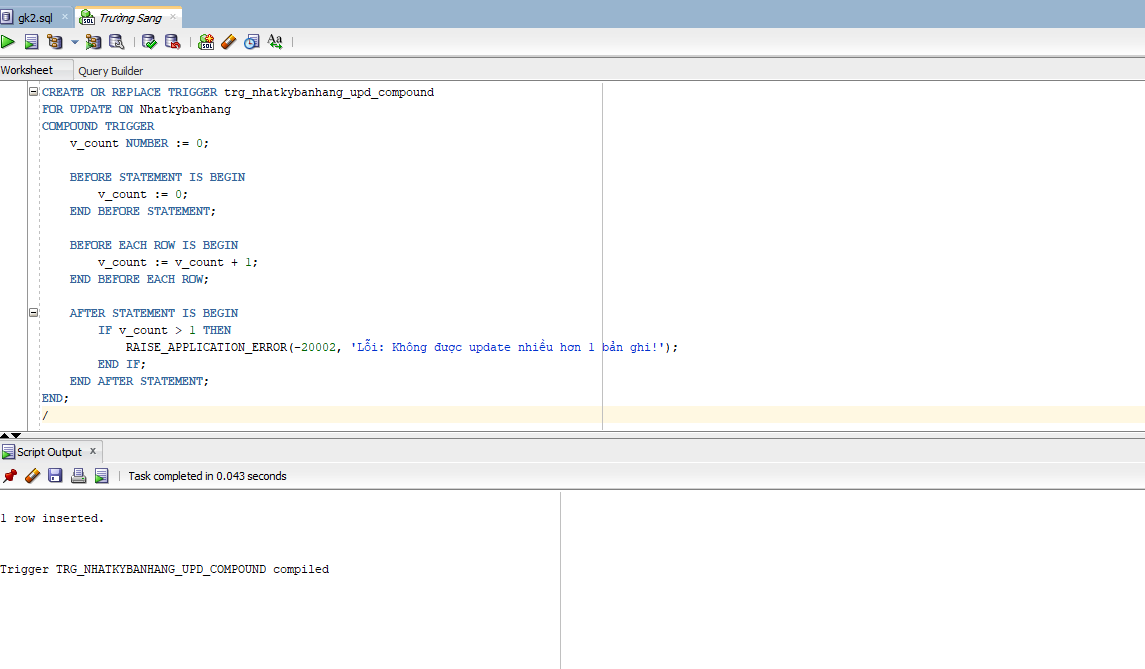 gk2.sql
Trường Sang
Worksheet
Query Builder
CREATE OR REPLACE TRIGGER trg_nhatkybanhang_upd_compound
FOR UPDATE ON Nhatkybanhang
COMPOUND TRIGGER
v_count NUMBER := 0;
BEFORE STATEMENT IS BEGIN
v_count := 0;
END BEFORE STATEMENT;
BEFORE EACH ROW IS BEGIN
v_count := v_count + 1;
END BEFORE EACH ROW;
AFTER STATEMENT IS BEGIN
IF v_count > 1 THEN
RAISE_APPLICATION_ERROR(-20002, 'Lỗi: Không được update nhiều hơn 1 bản ghi!');
END IF;
END AFTER STATEMENT;
END;
/
Script Output x
Task completed in 0.043 seconds
1 row inserted.
Trigger TRG_NHATKYBANHANG_UPD_COMPOUND compiled